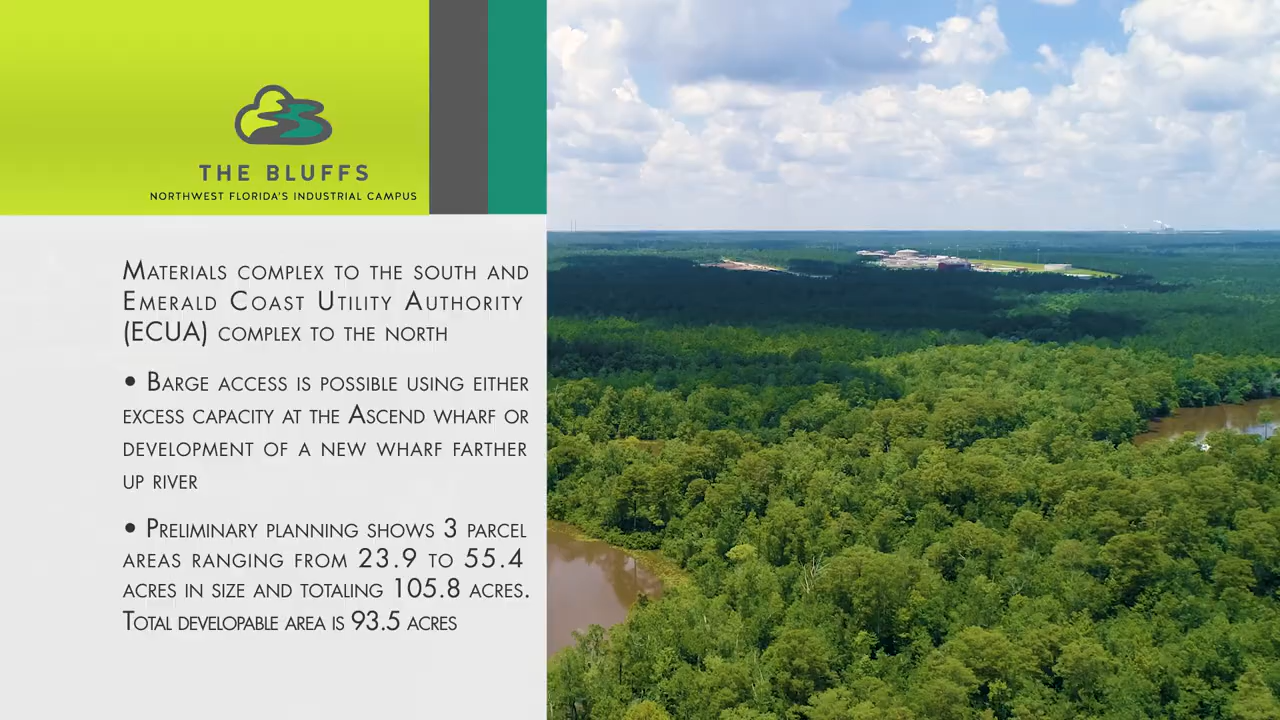 THE BLUFFS
NORTHWEST FLORIDA'S INDUSTRIAL CAMPUS
Materials complex to the south and
Emerald Coast Utility Authority
(ECUA) complex to the north
• Barge access is possible using either
excess capacity at the Ascend wharf or
development of a new wharf farther
up river
• Preliminary planning shows 3 parcel
areas ranging from 23.9 to 55.4
acres in size and totaling 105.8 acres.
Total developable area is 93.5 acres